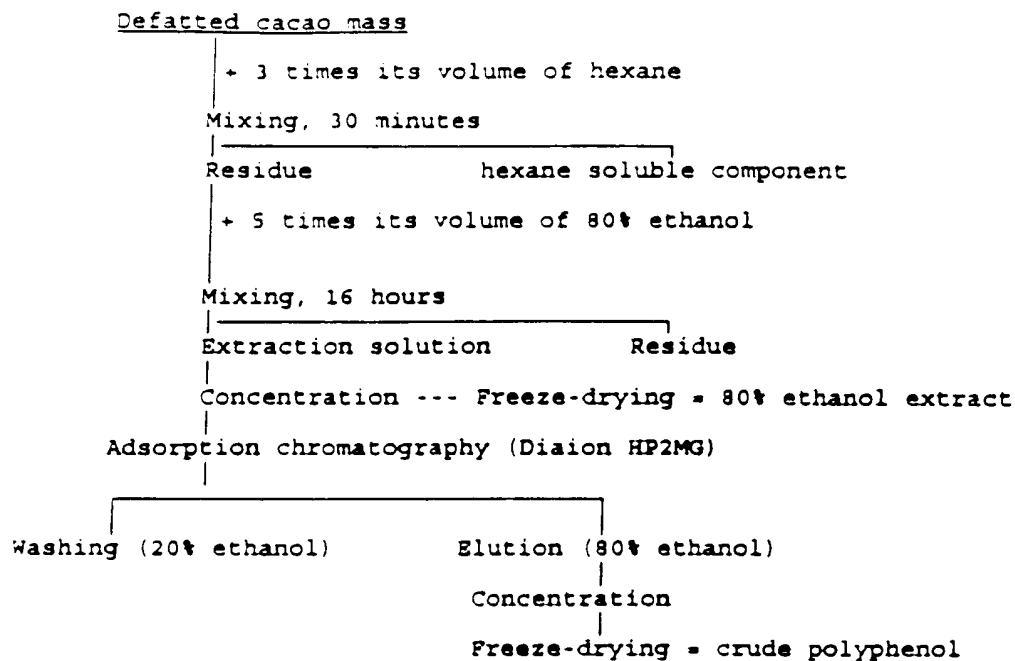 Defatted cacao mass
+ 3 times its volume of hexane
Mixing, 30 minutes
Residue hexane soluble component
+ 5 times its volume of 80% ethanol
Mixing, 16 hours
Extraction solution Residue
Concentration --- Freeze-drying = 80% ethanol extract
Adsorption chromatography (Diaion HP2MG)
Washing (20% ethanol) Elution (80% ethanol)
Concentration
Freeze-drying = crude polyphenol